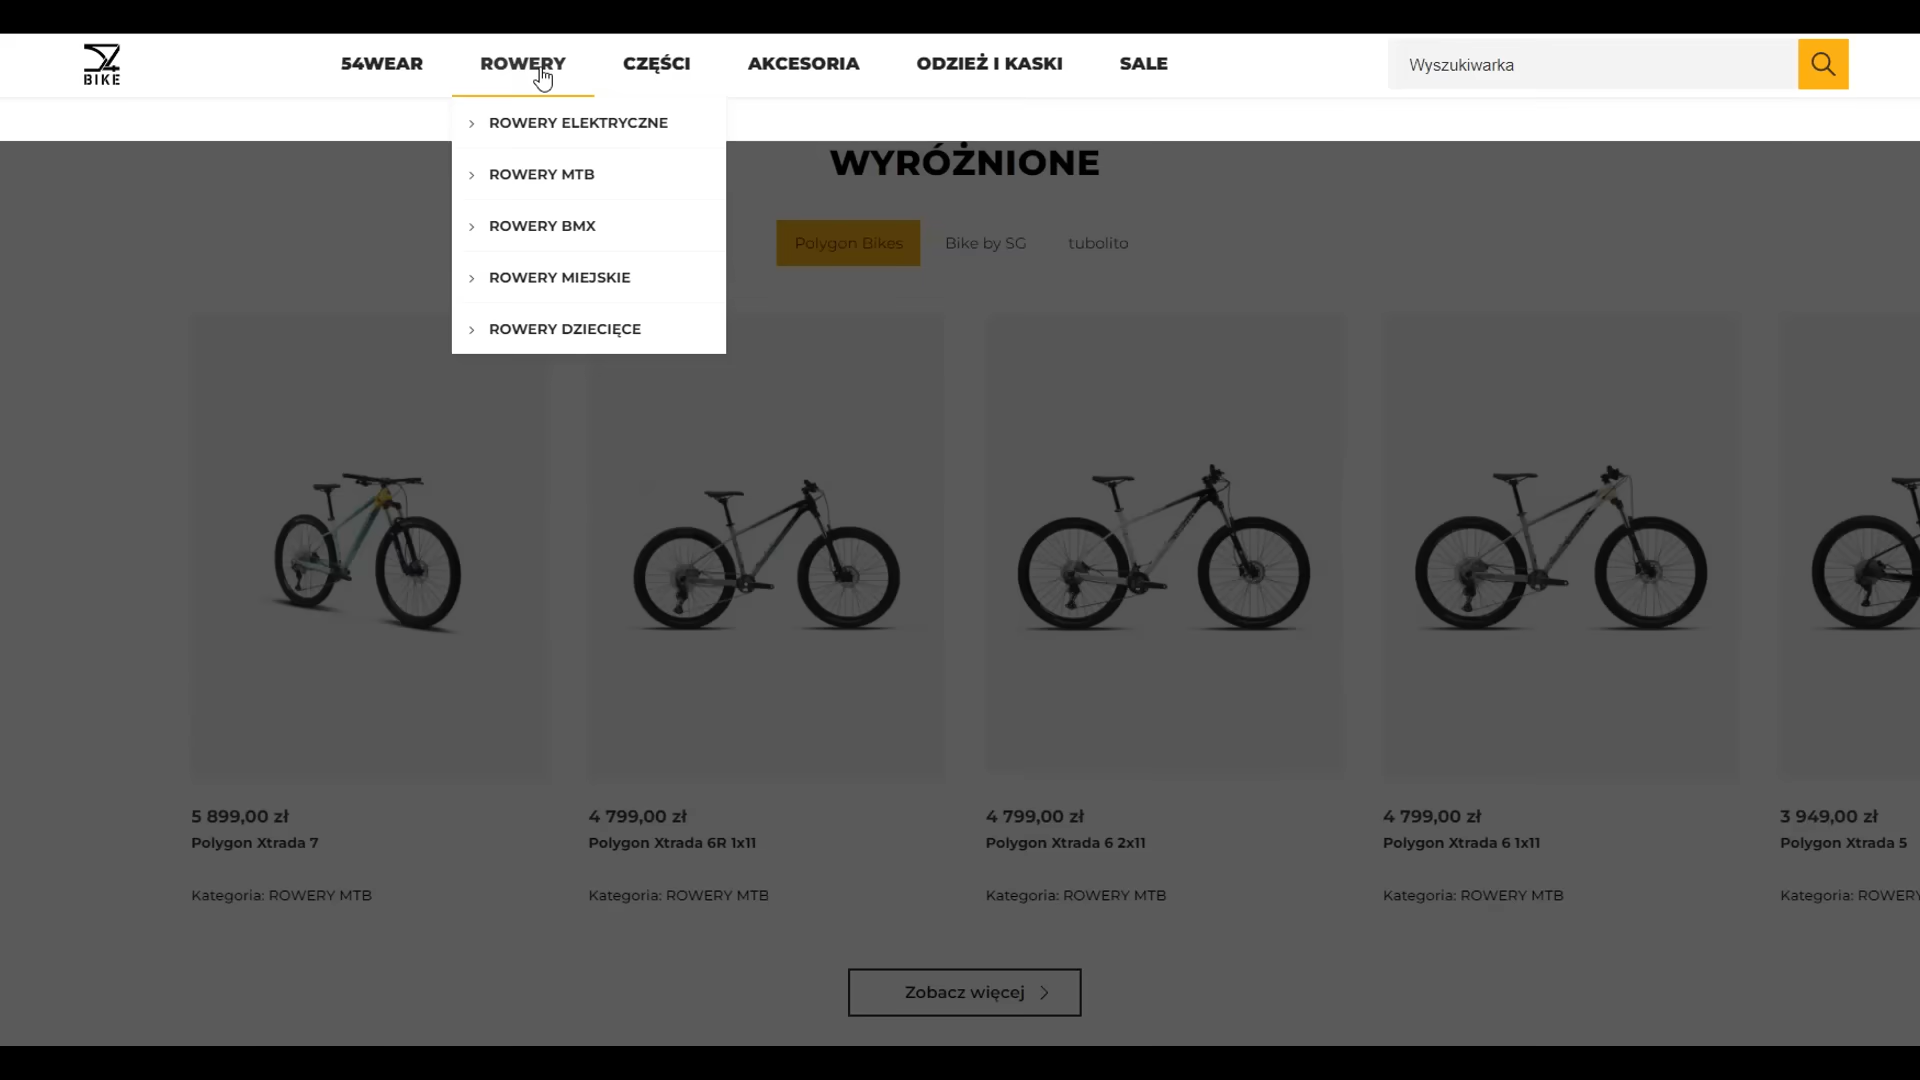 BIKE
54WEAR ROWERY CZĘŚCI AKCESORIA ODZIEŻ I KASKI SALE
Wyszukiwarka
ROWERY ELEKTRYCZNE
ROWERY MTB
ROWERY BMX
ROWERY MIEJSKIE
ROWERY DZIECIĘCE
WYRÓŻNIONE
Polygon Bikes Bike by SG tubolito
5 899,00 zł
Polygon Xtrada 7
Kategoria: ROWERY MTB
4 799,00 zł
Polygon Xtrada 6R 1x11
Kategoria: ROWERY MTB
4 799,00 zł
Polygon Xtrada 6 2x11
Kategoria: ROWERY MTB
4 799,00 zł
Polygon Xtrada 6 1x11
Kategoria: ROWERY MTB
3 949,00 zł
Polygon Xtrada 5
Kategoria: ROWERY
Zobacz więcej